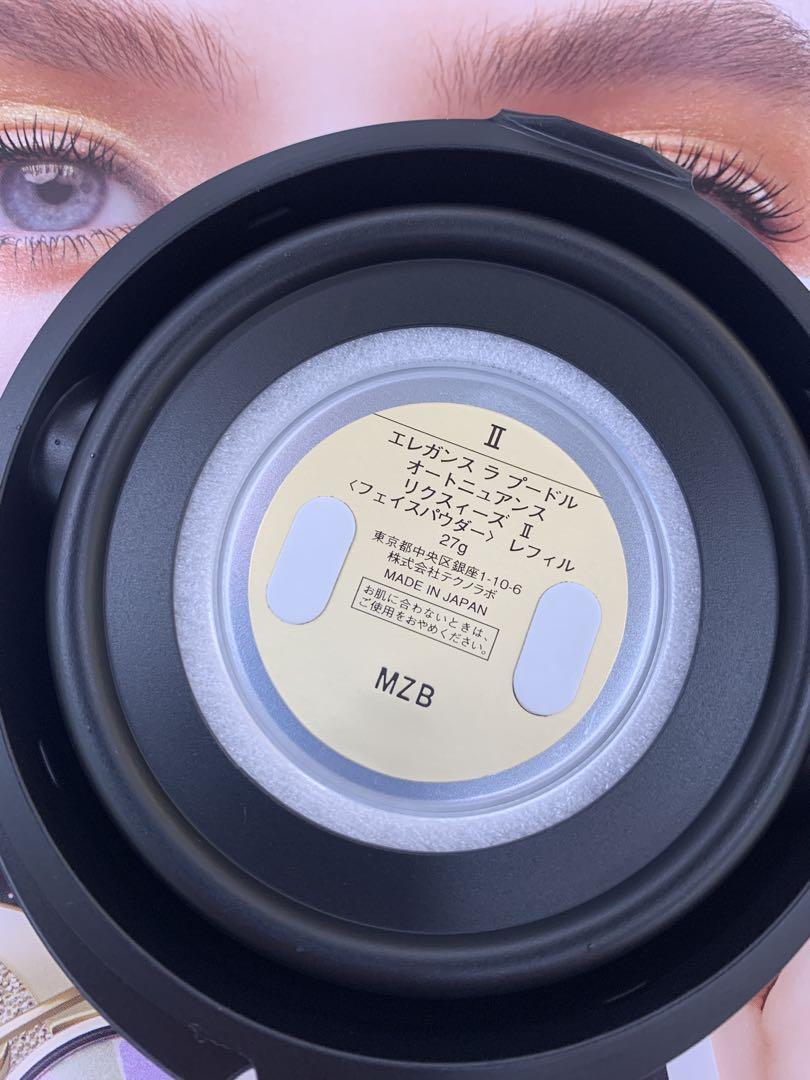 II
エレガンス ラ プードル
オートニュアンス
リクスィーズ II
〈フェイスパウダー〉 レフィル
27g
東京都中央区銀座1-10-6
株式会社テクノラボ
MADE IN JAPAN
お肌に合わないときは、
ご使用をおやめください。
MZB